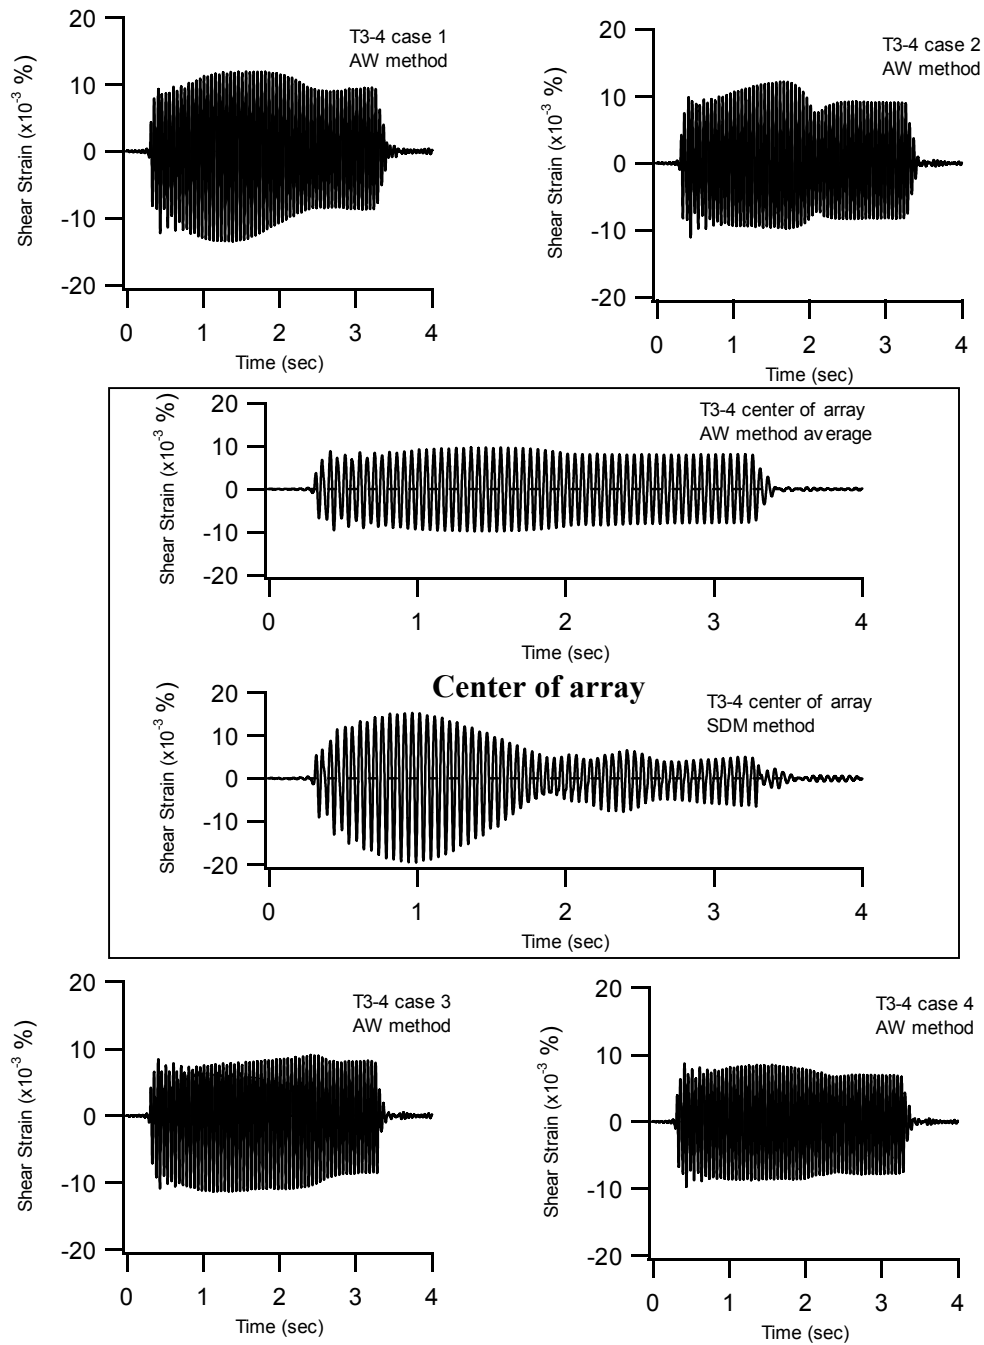 T3-4 case 1
AW method
Shear Strain (x10-3 %)
20
10
0
-10
-20
0 1 2 3 4
Time (sec)
T3-4 case 2
AW method
Shear Strain (x10-3 %)
20
10
0
-10
-20
0 1 2 3 4
Time (sec)
T3-4 center of array
AW method average
Shear Strain (x10-3 %)
20
10
0
-10
-20
0 1 2 3 4
Time (sec)
Center of array
T3-4 center of array
SDM method
Shear Strain (x10-3 %)
20
10
0
-10
-20
0 1 2 3 4
Time (sec)
T3-4 case 3
AW method
Shear Strain (x10-3 %)
20
10
0
-10
-20
0 1 2 3 4
Time (sec)
T3-4 case 4
AW method
Shear Strain (x10-3 %)
20
10
0
-10
-20
0 1 2 3 4
Time (sec)